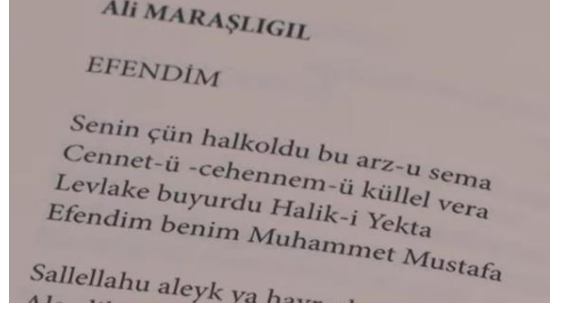 Ali MARAŞLIGIL
EFENDİM
Senin çün halkoldu bu arz-u sema
Cennet-ü -cehennem-ü küllel vera
Levlake buyurdu Halik-i Yekta
Efendim benim Muhammet Mustafa
Sallellahu aleyk ya